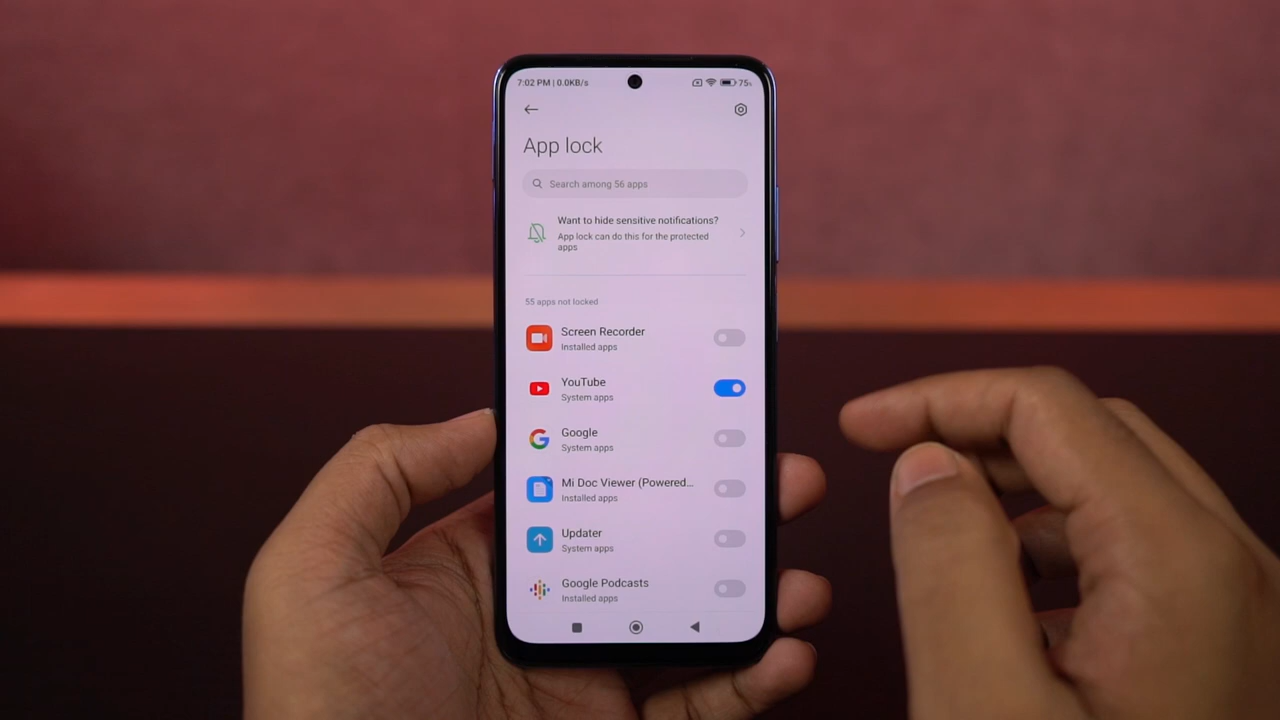 7:02 PM | 0.0KB/s
75%
App lock
Search among 56 apps
Want to hide sensitive notifications?
App lock can do this for the protected
apps
55 apps not locked
Screen Recorder
Installed apps
YouTube
System apps
Google
System apps
Mi Doc Viewer (Powered...
Installed apps
Updater
System apps
Google Podcasts
Installed apps